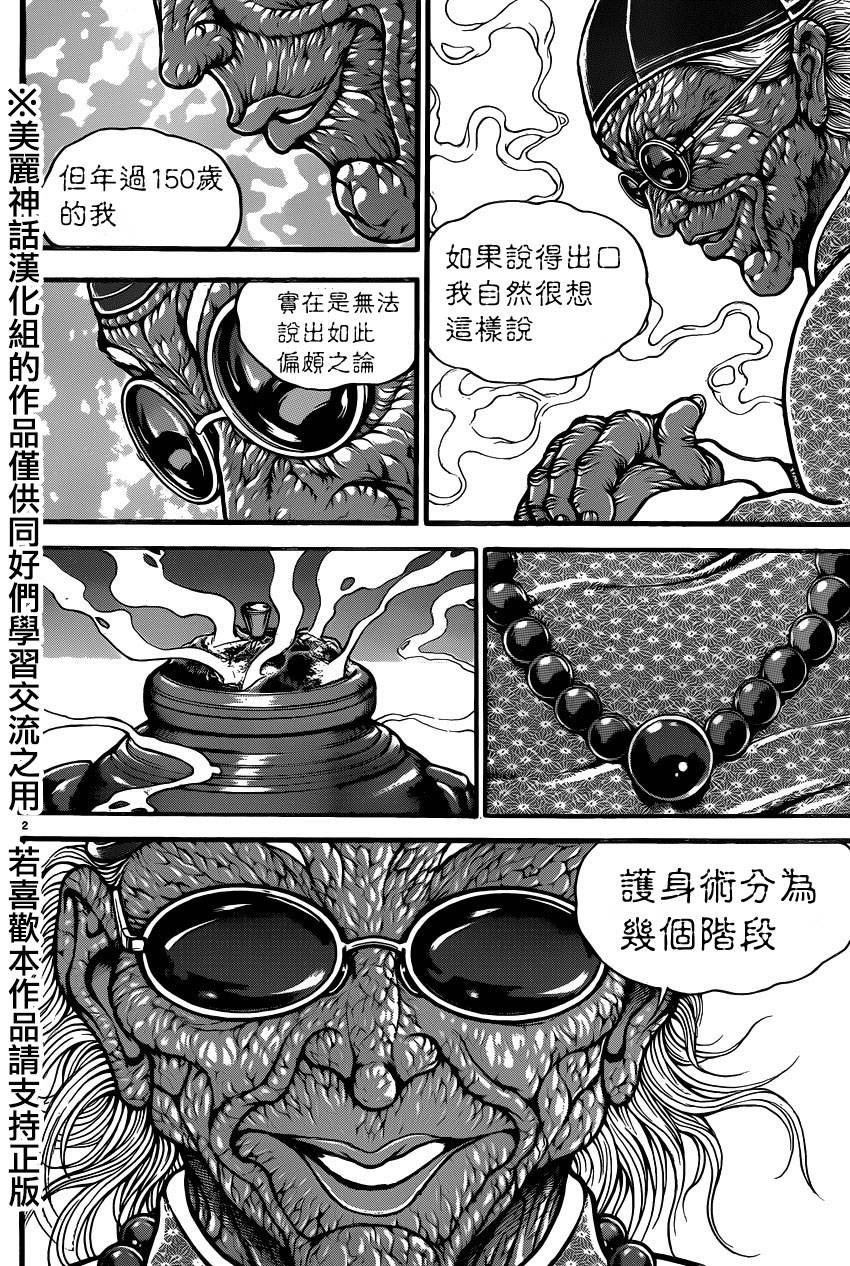 如果說得出口
我自然很想
這樣說
但年過150歲
的我
實在是無法
說出如此
偏頗之論
護身術分為
幾個階段
※美麗神話漢化組的作品僅供同好們學習交流之用
2
若喜歡本作品請支持正版